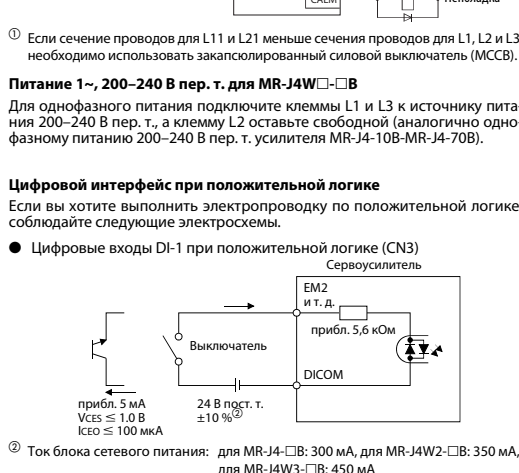 CALM
Неполадка
① Если сечение проводов для L11 и L21 меньше сечения проводов для L1, L2 и L3
необходимо использовать закапсулированный силовой выключатель (MCCB).
Питание 1~, 200–240 В пер. т. для MR-J4W□-□B
Для однофазного питания подключите клеммы L1 и L3 к источнику пита-
ния 200–240 В пер. т., а клемму L2 оставьте свободной (аналогично одно-
фазному питанию 200–240 В пер. т. усилителя MR-J4-10B-MR-J4-70B).
Цифровой интерфейс при положительной логике
Если вы хотите выполнить электропроводку по положительной логике
соблюдайте следующие электросхемы.
● Цифровые входы DI-1 при положительной логике (CN3)
Сервоусилитель
EM2
и т. д.
прибл. 5,6 кОм
Выключатель
DICOM
прибл. 5 мА
VCES ≤ 1.0 В
ICEO ≤ 100 мкА
24 В пост. т.
±10 %②
② Ток блока сетевого питания: для MR-J4-□B: 300 мА, для MR-J4W2-□B: 350 мА,
для MR-J4W3-□B: 450 мА